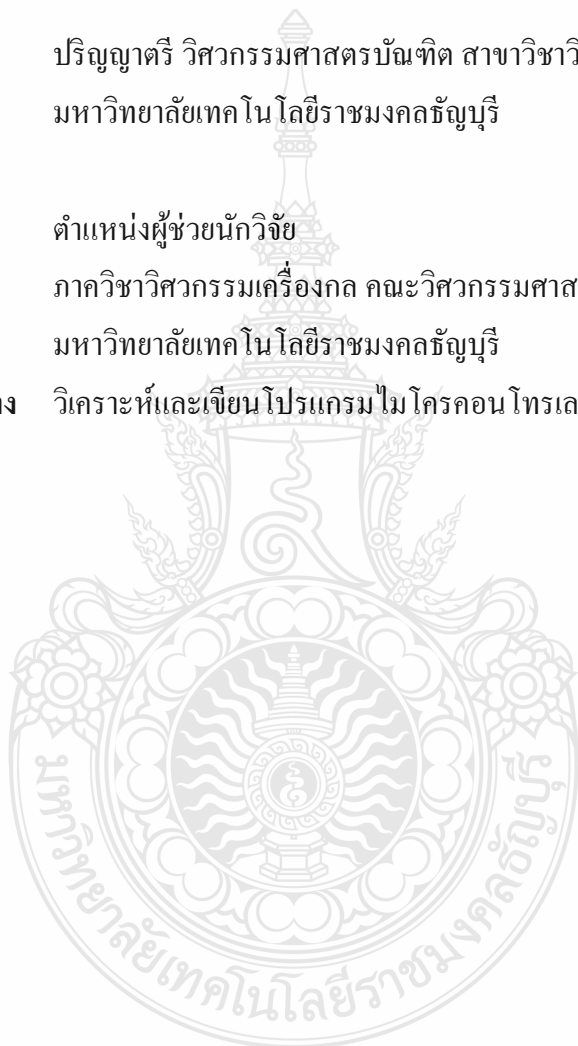 ปริญญาตรี วิศวกรรมศาสตรบัณฑิต สาขาวิชาวิ
มหาวิทยาลัยเทคโนโลยีราชมงคลธัญบุรี
ตำแหน่งผู้ช่วยนักวิจัย
ภาควิชาวิศวกรรมเครื่องกล คณะวิศวกรรมศาส
มหาวิทยาลัยเทคโนโลยีราชมงคลธัญบุรี
วิเคราะห์และเขียนโปรแกรมไมโครคอนโทรเล
มหาวิทยาลัยเทคโนโลยีราชมงคลธัญบุรี